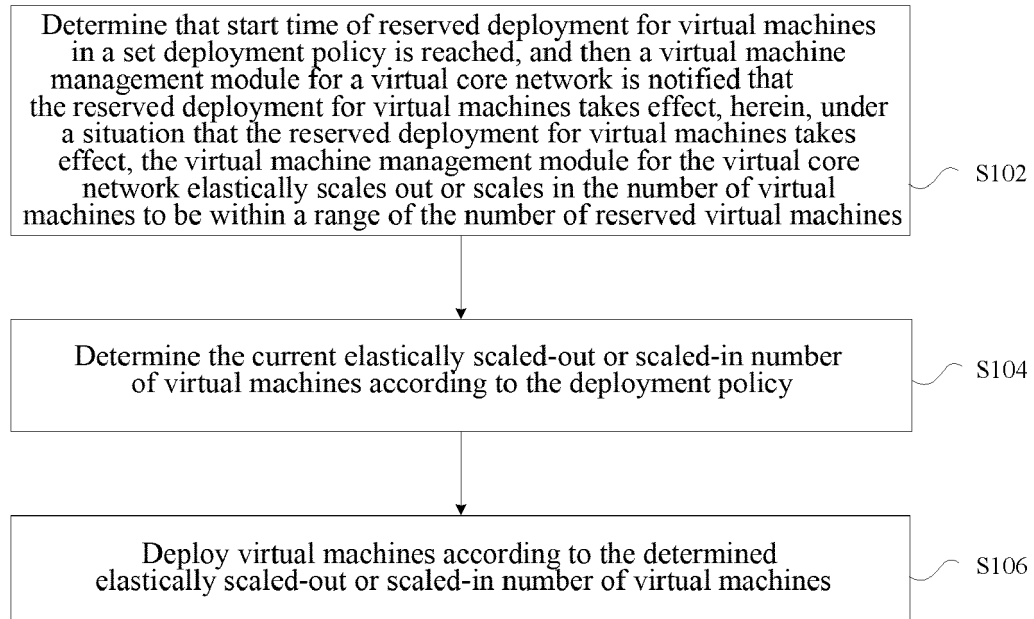 Determine that start time of reserved deployment for virtual machines
in a set deployment policy is reached, and then a virtual machine
management module for a virtual core network is notified that
the reserved deployment for virtual machines takes effect, herein, under
a situation that the reserved deployment for virtual machines takes
effect, the virtual machine management module for the virtual core
network elastically scales out or scales in the number of virtual
machines to be within a range of the number of reserved virtual machines
S102
Determine the current elastically scaled-out or scaled-in number
of virtual machines according to the deployment policy
S104
Deploy virtual machines according to the determined
elastically scaled-out or scaled-in number of virtual machines
S106